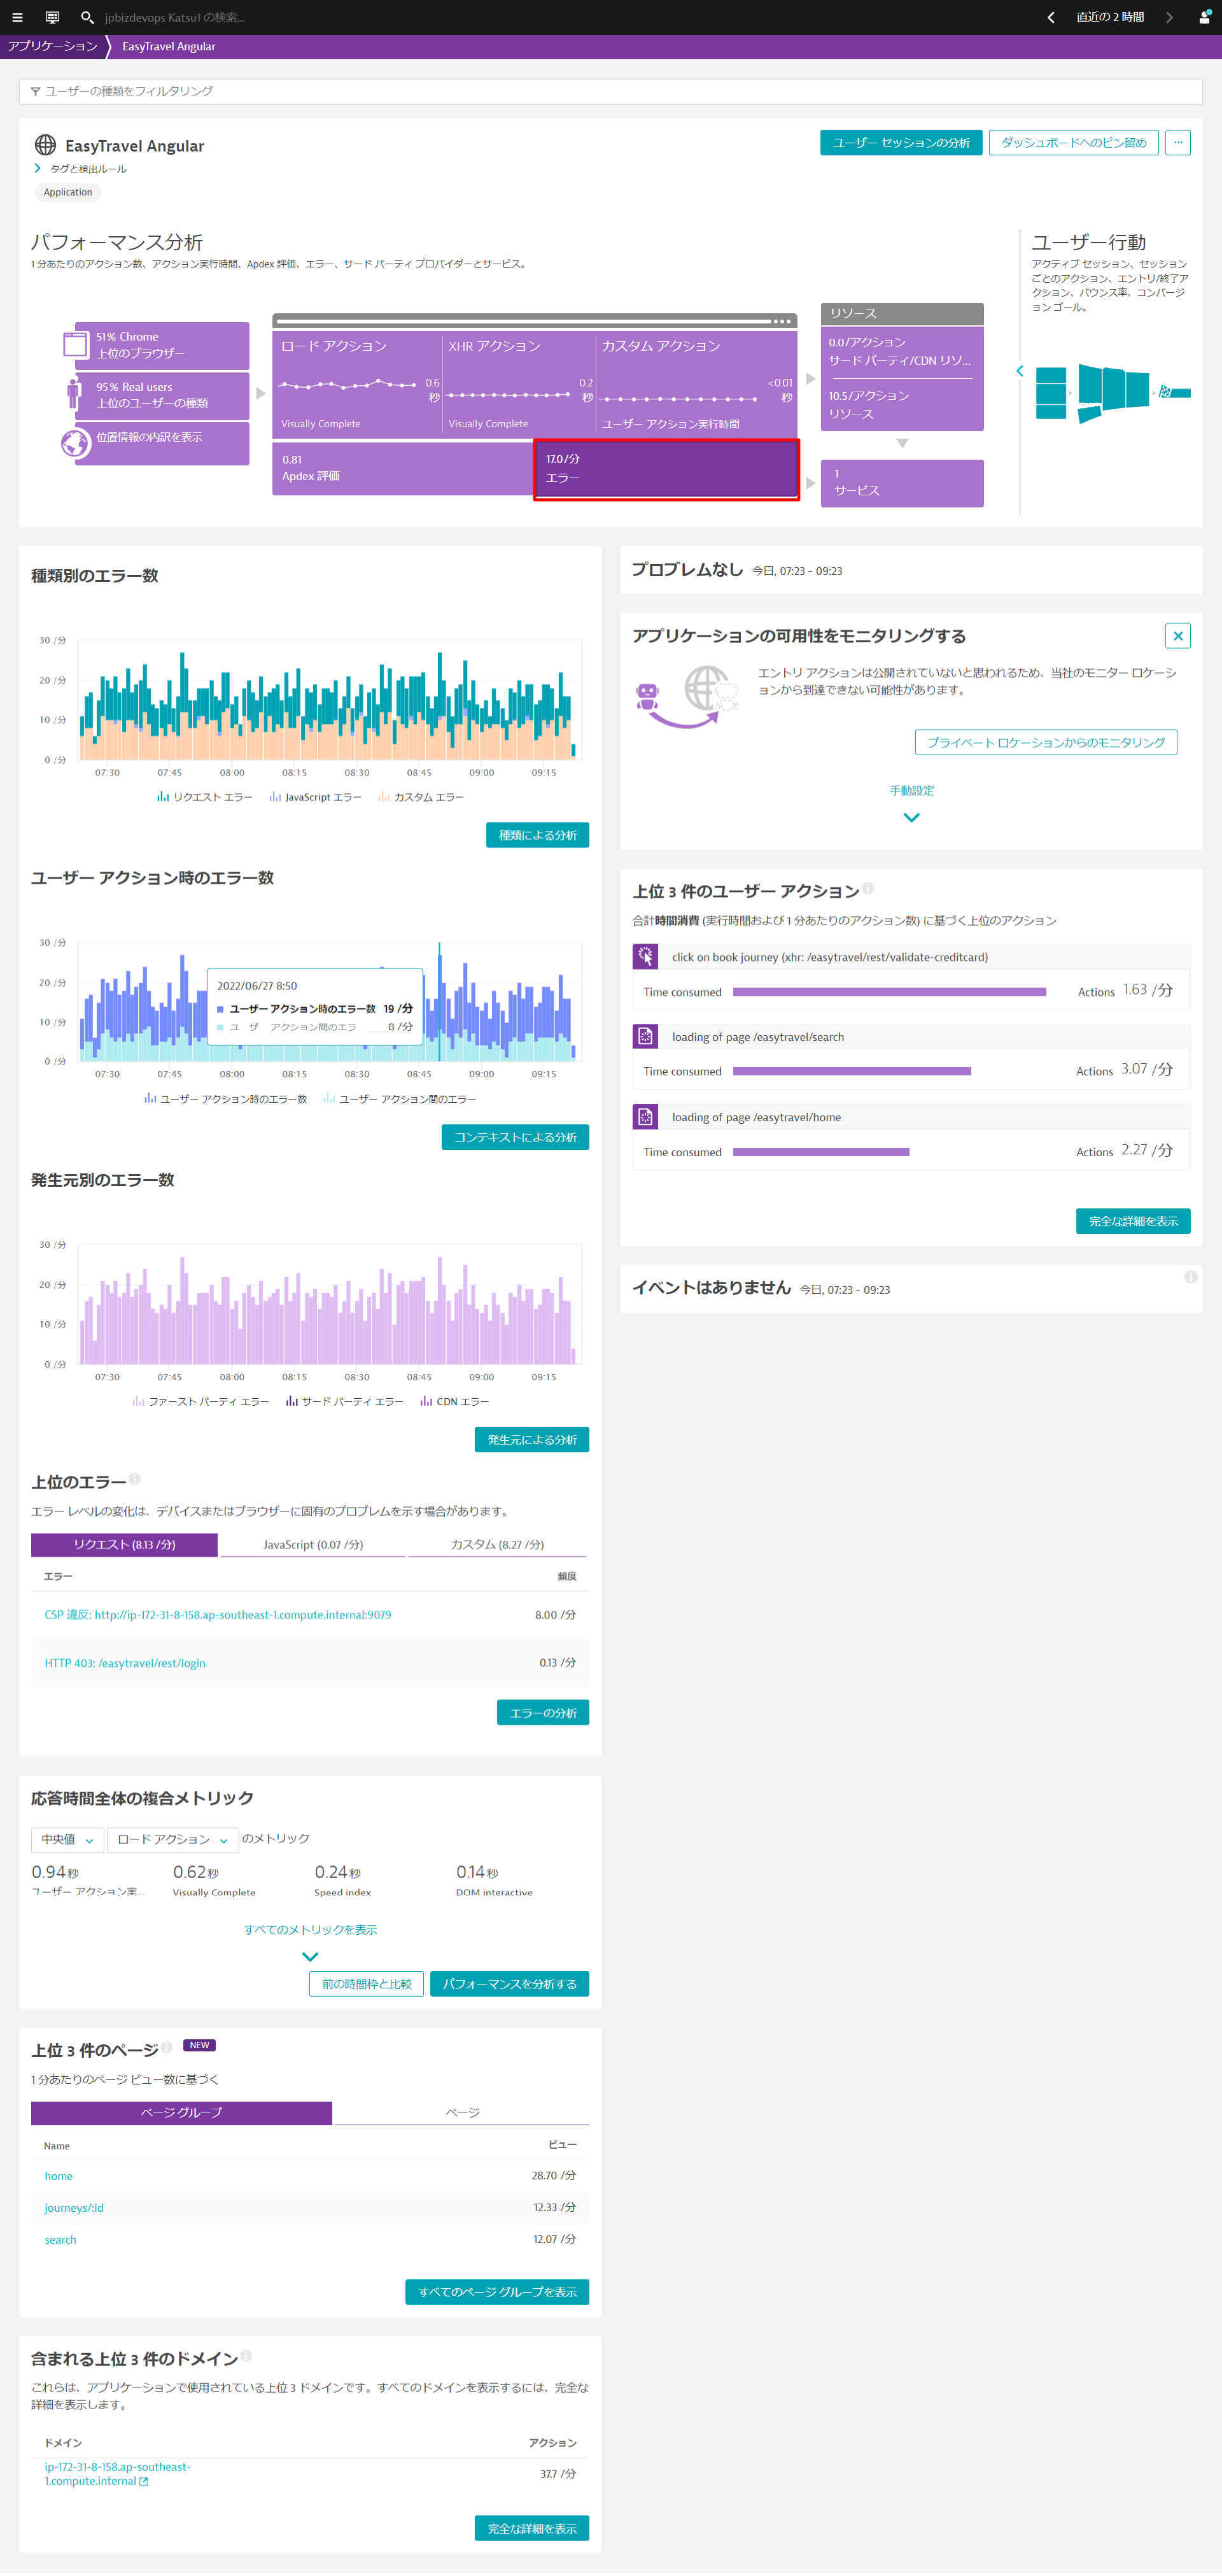 jpbizdevops Katsu1 の検索...
直近の 2 時間
アプリケーション
EasyTravel Angular
ユーザーの種類をフィルタリング
EasyTravel Angular
ユーザー セッションの分析
ダッシュボードへのピン留め
...
タグと検出ルール
Application
パフォーマンス分析
1 分あたりのアクション数、アクション実行時間、Apdex 評価、エラー、サード パーティ プロバイダーとサービス。
51% Chrome
上位のブラウザー
95% Real users
上位のユーザーの種類
位置情報の内訳を表示
ロード アクション
0.6
秒
Visually Complete
XHR アクション
0.2
秒
Visually Complete
カスタム アクション
<0.01
秒
ユーザー アクション実行時間
0.81
Apdex 評価
17.0 /分
エラー
リソース
0.0 /アクション
サード パーティ/CDN リソ...
10.5 /アクション
リソース
1
サービス
ユーザー行動
アクティブ セッション、セッション
ごとのアクション、エントリ/終了ア
クション、バウンス率、コンバージ
ョン ゴール。
種類別のエラー数
30 /分
20 /分
10 /分
0 /分
07:30 07:45 08:00 08:15 08:30 08:45 09:00 09:15
リクエスト エラー JavaScript エラー カスタム エラー
種類による分析
ユーザー アクション時のエラー数
30 /分
20 /分
10 /分
0 /分
2022/06/27 8:50
ユーザー アクション時のエラー数 19 /分
ユ ザ アクション間のエラ 8 /分
07:30 07:45 08:00 08:15 08:30 08:45 09:00 09:15
ユーザー アクション時のエラー数 ユーザー アクション間のエラー
コンテキストによる分析
発生元別のエラー数
30 /分
20 /分
10 /分
0 /分
07:30 07:45 08:00 08:15 08:30 08:45 09:00 09:15
ファースト パーティ エラー サード パーティ エラー CDN エラー
発生元による分析
上位のエラー
エラー レベルの変化は、デバイスまたはブラウザーに固有のプロブレムを示す場合があります。
リクエスト (8.13 /分) JavaScript (0.07 /分) カスタム (8.27 /分)
エラー 頻度
CSP 違反: http://ip-172-31-8-158.ap-southeast-1.compute.internal:9079 8.00 /分
HTTP 403: /easytravel/rest/login 0.13 /分
エラーの分析
応答時間全体の複合メトリック
中央値 ロード アクション のメトリック
0.94 秒 0.62 秒 0.24 秒 0.14 秒
ユーザー アクション実... Visually Complete Speed index DOM interactive
すべてのメトリックを表示
前の時間枠と比較
パフォーマンスを分析する
上位 3 件のページ NEW
1 分あたりのページ ビュー数に基づく
ページ グループ ページ
Name ビュー
home 28.70 /分
journeys/:id 12.33 /分
search 12.07 /分
すべてのページ グループを表示
含まれる上位 3 件のドメイン
これらは、アプリケーションで使用されている上位 3 ドメインです。すべてのドメインを表示するには、完全な
詳細を表示します。
ドメイン アクション
ip-172-31-8-158.ap-southeast-
1.compute.internal 37.7 /分
完全な詳細を表示
プロブレムなし 今日, 07:23 - 09:23
アプリケーションの可用性をモニタリングする
エントリ アクションは公開されていないと思われるため、当社のモニター ロケーシ
ョンから到達できない可能性があります。
プライベート ロケーションからのモニタリング
手動設定
上位 3 件のユーザー アクション
合計時間消費 (実行時間および 1 分あたりのアクション数) に基づく上位のアクション
click on book journey (xhr: /easytravel/rest/validate-creditcard)
Time consumed Actions 1.63 /分
loading of page /easytravel/search
Time consumed Actions 3.07 /分
loading of page /easytravel/home
Time consumed Actions 2.27 /分
完全な詳細を表示
イベントはありません 今日, 07:23 - 09:23